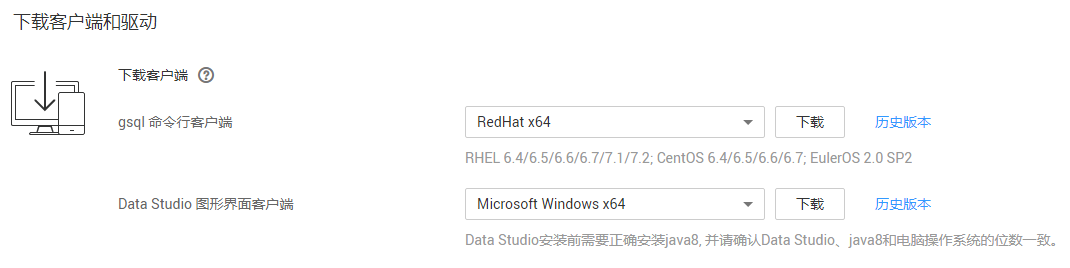 下载客户端和驱动
下载客户端 ?
gsql 命令行客户端 RedHat x64 下载 历史版本
RHEL 6.4/6.5/6.6/6.7/7.1/7.2; CentOS 6.4/6.5/6.6/6.7; EulerOS 2.0 SP2
Data Studio 图形界面客户端 Microsoft Windows x64 下载 历史版本
Data Studio安装前需要正确安装java8, 并请确认Data Studio、java8和电脑操作系统的位数一致。